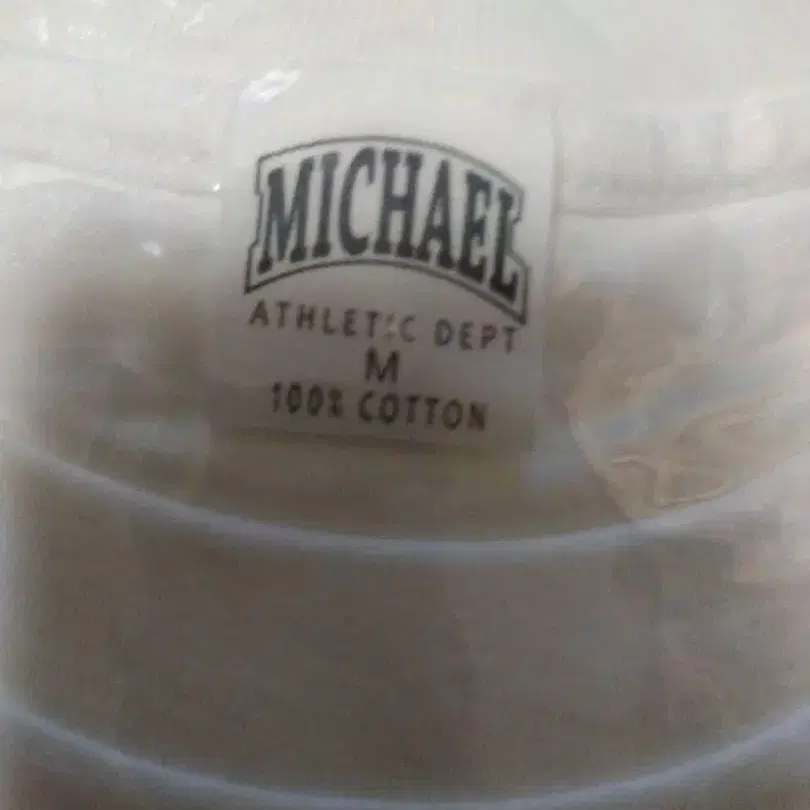 MICHAEL
ATHLETIC DEPT
M
100% COTTON